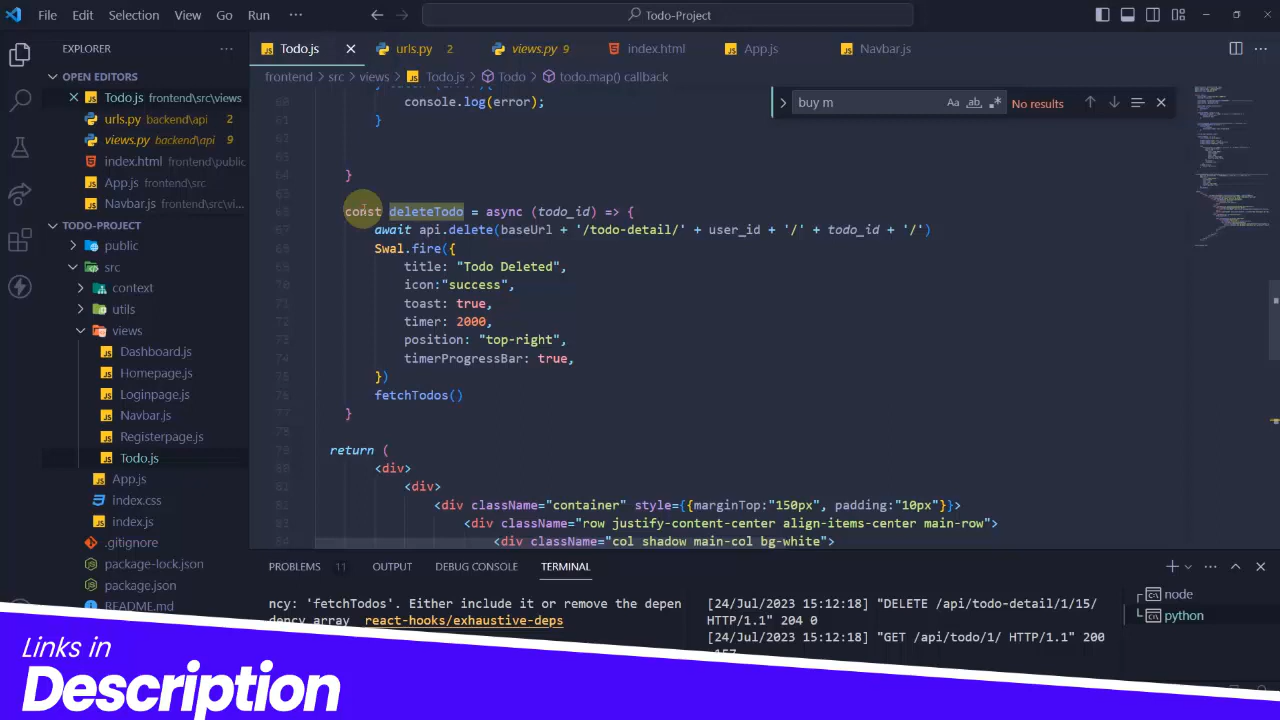 File Edit Selection View Go Run ··· Todo-Project
EXPLORER
OPEN EDITORS
Todo.js frontend\src\views
urls.py backend\api 2
views.py backend\api 9
index.html frontend\public
App.js frontend\src
Navbar.js frontend\src\vi...
TODO-PROJECT
public
src
context
utils
views
Dashboard.js
Homepage.js
Loginpage.js
Navbar.js
Registerpage.js
Todo.js
App.js
index.css
index.js
.gitignore
package-lock.json
package.json
README.md
Todo.js urls.py 2 views.py 9 index.html App.js Navbar.js
frontend > src > views > Todo.js > Todo > todo.map() callback
buy m Aa ab .* No results
console.log(error);
}
}
const deleteTodo = async (todo_id) => {
await api.delete(baseUrl + '/todo-detail/' + user_id + '/' + todo_id + '/')
Swal.fire({
title: "Todo Deleted",
icon:"success",
toast: true,
timer: 2000,
position: "top-right",
timerProgressBar: true,
})
fetchTodos()
}
return (
<div>
<div>
<div className="container" style={{marginTop:"150px", padding:"10px"}}>
<div className="row justify-content-center align-items-center main-row">
<div className="col shadow main-col bg-white">
PROBLEMS 11 OUTPUT DEBUG CONSOLE TERMINAL
ncy: 'fetchTodos'. Either include it or remove the depen
dency array react-hooks/exhaustive-deps
[24/Jul/2023 15:12:18] "DELETE /api/todo-detail/1/15/
HTTP/1.1" 204 0
[24/Jul/2023 15:12:18] "GET /api/todo/1/ HTTP/1.1" 200
node
python
Links in
Description